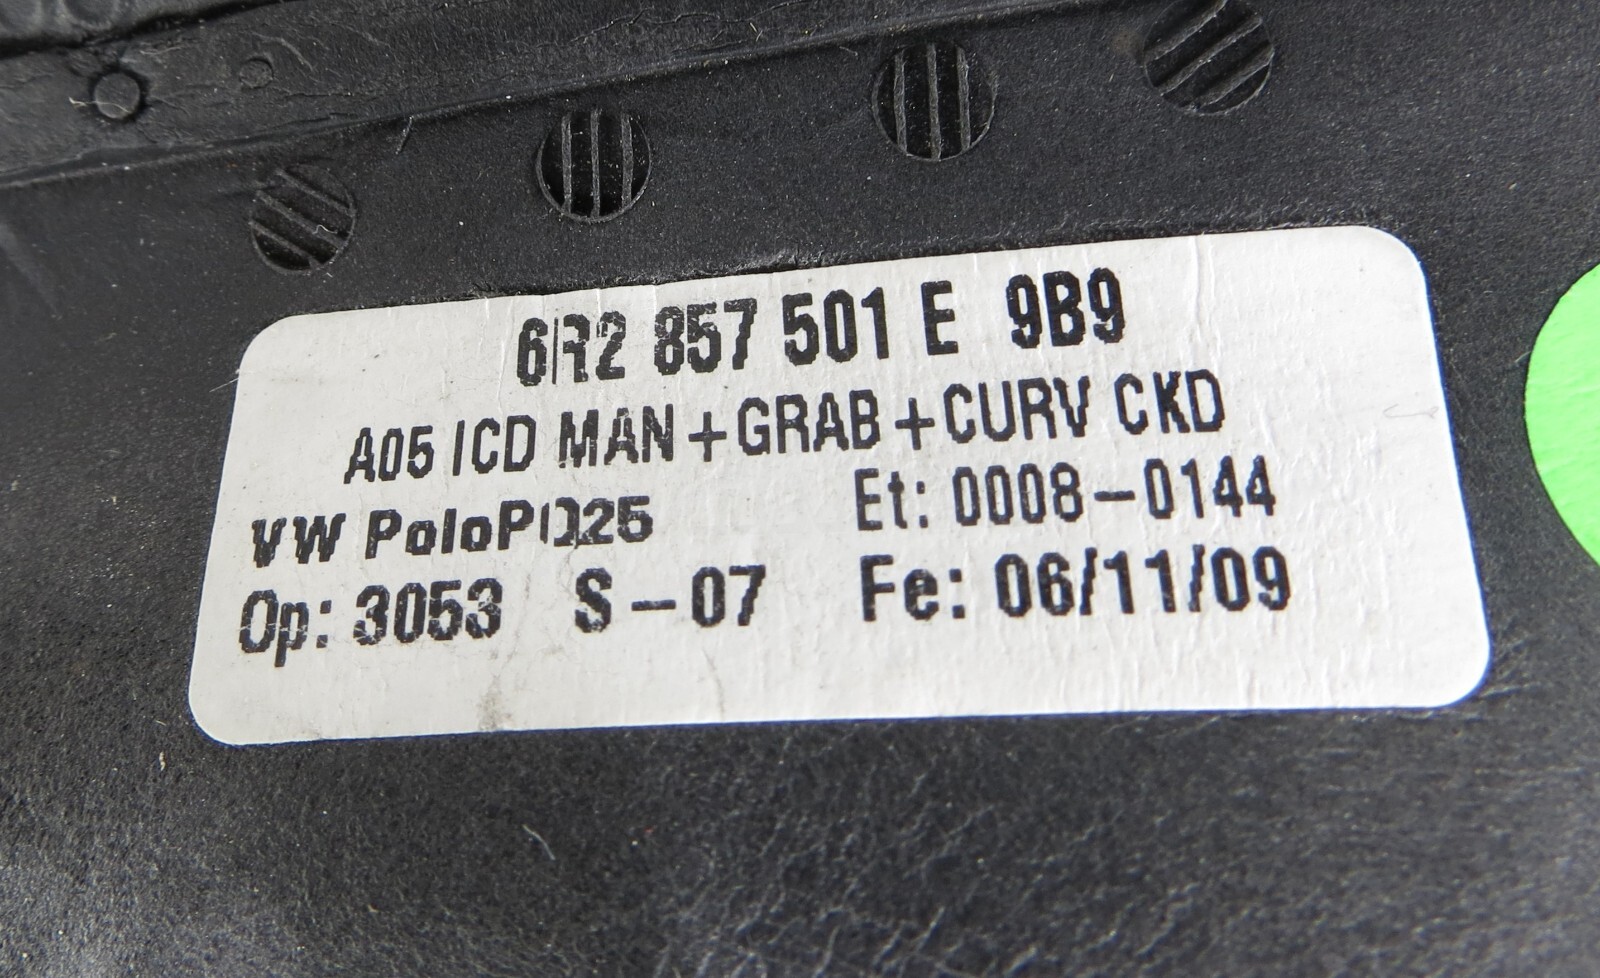 6R2 857 501 E 9B9
A05 ICD MAN +GRAB +CURV CKD
VW PoloPQ25 Et: 0008-0144
Op: 3053 S-07 Fe: 06/11/09